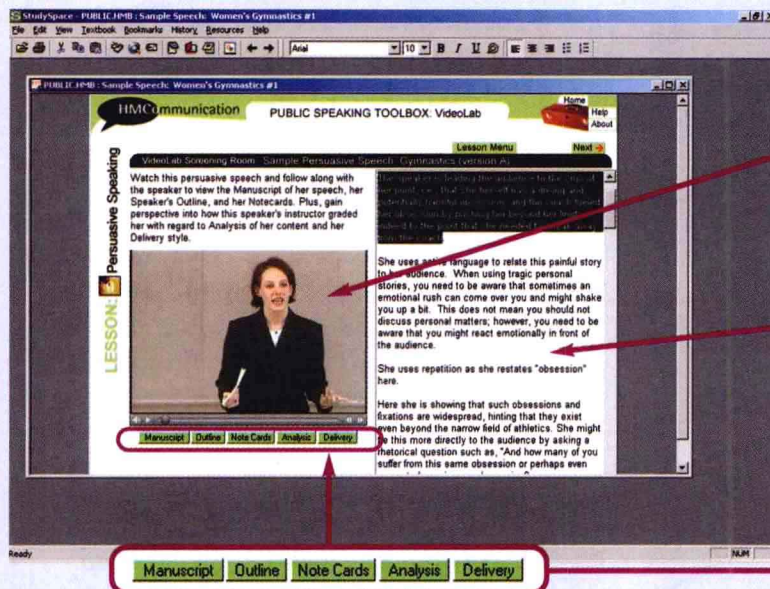 StudySpace - PUBLIC.HMB : Sample Speech: Women's Gymnastics #1
File Edit View Textbook Bookmarks History Resources Help
Arial 10 B I U
PUBLIC.HMB : Sample Speech: Women's Gymnastics #1
HMCommunication
PUBLIC SPEAKING TOOLBOX: VideoLab
Home
Help
About
Lesson Menu
Next
VideoLab Screening Room Sample Persuasive Speech Gymnastics (version A)
LESSON: Persuasive Speaking
Watch this persuasive speech and follow along with
the speaker to view the Manuscript of her speech, her
Speaker's Outline, and her Notecards. Plus, gain
perspective into how this speaker's instructor graded
her with regard to Analysis of her content and her
Delivery style.
Manuscript Outline Note Cards Analysis Delivery
She uses active language to relate this painful story
to her audience. When using tragic personal
stories, you need to be aware that sometimes an
emotional rush can come over you and might shake
you up a bit. This does not mean you should not
discuss personal matters; however, you need to be
aware that you might react emotionally in front of
the audience.
She uses repetition as she restates "obsession"
here.
Here she is showing that such obsessions and
fixations are widespread, hinting that they exist
even beyond the narrow field of athletics. She might
this more directly to the audience by asking a
rhetorical question such as, "And how many of you
suffer from this same obsession or perhaps even
Ready
NUM
Manuscript Outline Note Cards Analysis Delivery